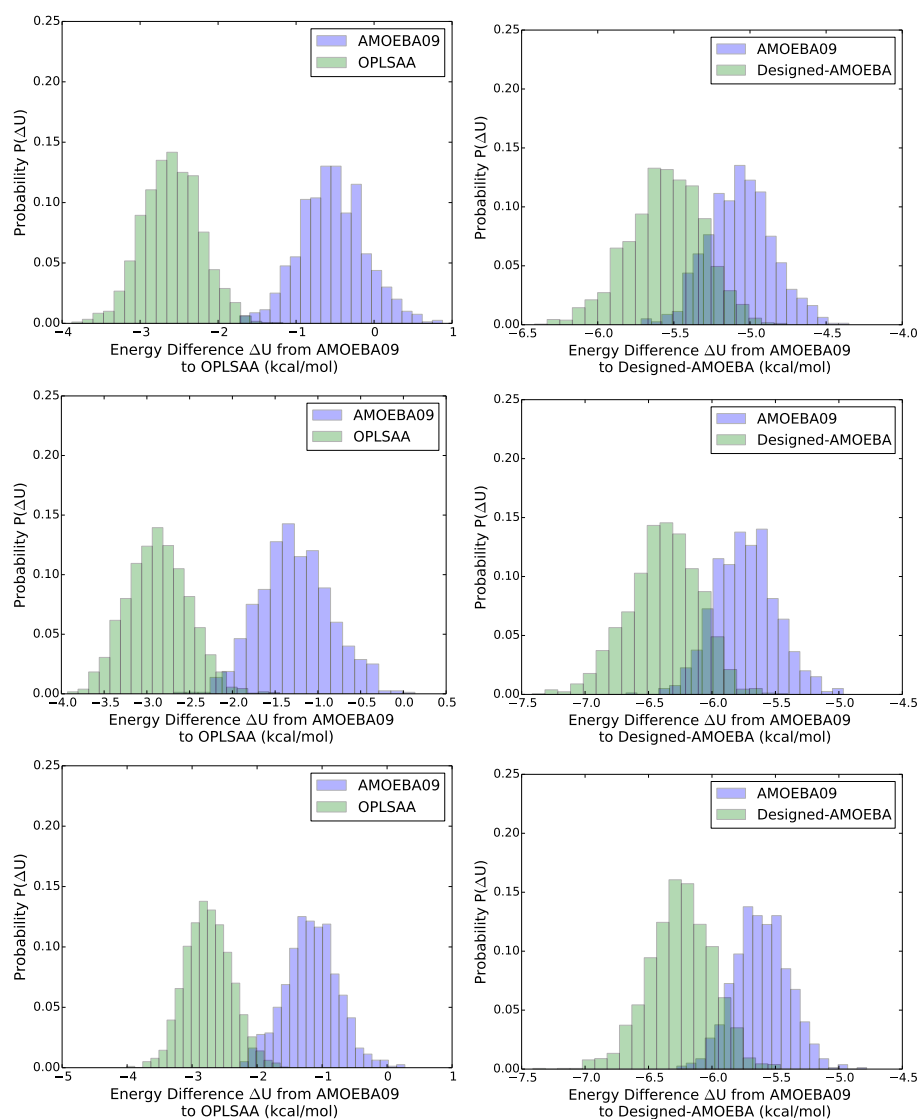 0.25
0.20
0.15
0.10
0.05
0.00
Probability P(ΔU)
AMOEBA09
OPLSAA
−4 −3 −2 −1 0 1
Energy Difference ΔU from AMOEBA09
to OPLSAA (kcal/mol)
0.25
0.20
0.15
0.10
0.05
0.00
Probability P(ΔU)
AMOEBA09
Designed-AMOEBA
−6.5 −6.0 −5.5 −5.0 −4.5 −4.0
Energy Difference ΔU from AMOEBA09
to Designed-AMOEBA (kcal/mol)
0.25
0.20
0.15
0.10
0.05
0.00
Probability P(ΔU)
AMOEBA09
OPLSAA
−4.0 −3.5 −3.0 −2.5 −2.0 −1.5 −1.0 −0.5 0.0 0.5
Energy Difference ΔU from AMOEBA09
to OPLSAA (kcal/mol)
0.25
0.20
0.15
0.10
0.05
0.00
Probability P(ΔU)
AMOEBA09
Designed-AMOEBA
−7.5 −7.0 −6.5 −6.0 −5.5 −5.0 −4.5
Energy Difference ΔU from AMOEBA09
to Designed-AMOEBA (kcal/mol)
0.25
0.20
0.15
0.10
0.05
0.00
Probability P(ΔU)
AMOEBA09
OPLSAA
−5 −4 −3 −2 −1 0 1
Energy Difference ΔU from AMOEBA09
to OPLSAA (kcal/mol)
0.25
0.20
0.15
0.10
0.05
0.00
Probability P(ΔU)
AMOEBA09
Designed-AMOEBA
−7.5 −7.0 −6.5 −6.0 −5.5 −5.0 −4.5
Energy Difference ΔU from AMOEBA09
to Designed-AMOEBA (kcal/mol)